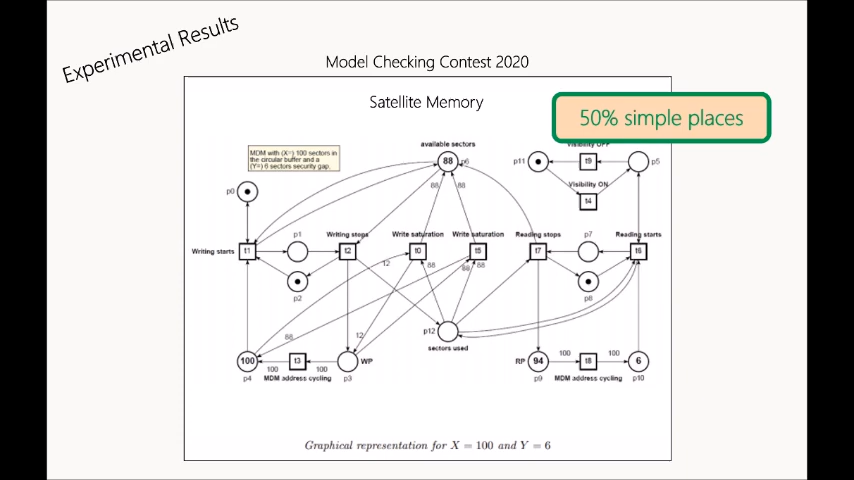 Experimental Results
Model Checking Contest 2020
Satellite Memory
50% simple places
MDM with (X=) 100 sectors in
the circular buffer and a
(Y=) 6 sectors security gap.
available sectors
88
p6
p11
t9
p5
Visibility ON
t4
p0
88
88
p1
Writing stops
Write saturation
Write saturation
Reading stops
p7
Reading starts
Writing starts
t1
t2
t0
t5
t7
t6
12
88
88
88
p2
p8
p12
sectors used
88
12
100
t3
WP
RP
94
100
t8
100
6
100
100
p4
MDM address cycling
p3
p9
MDM address cycling
p10
Graphical representation for X = 100 and Y = 6